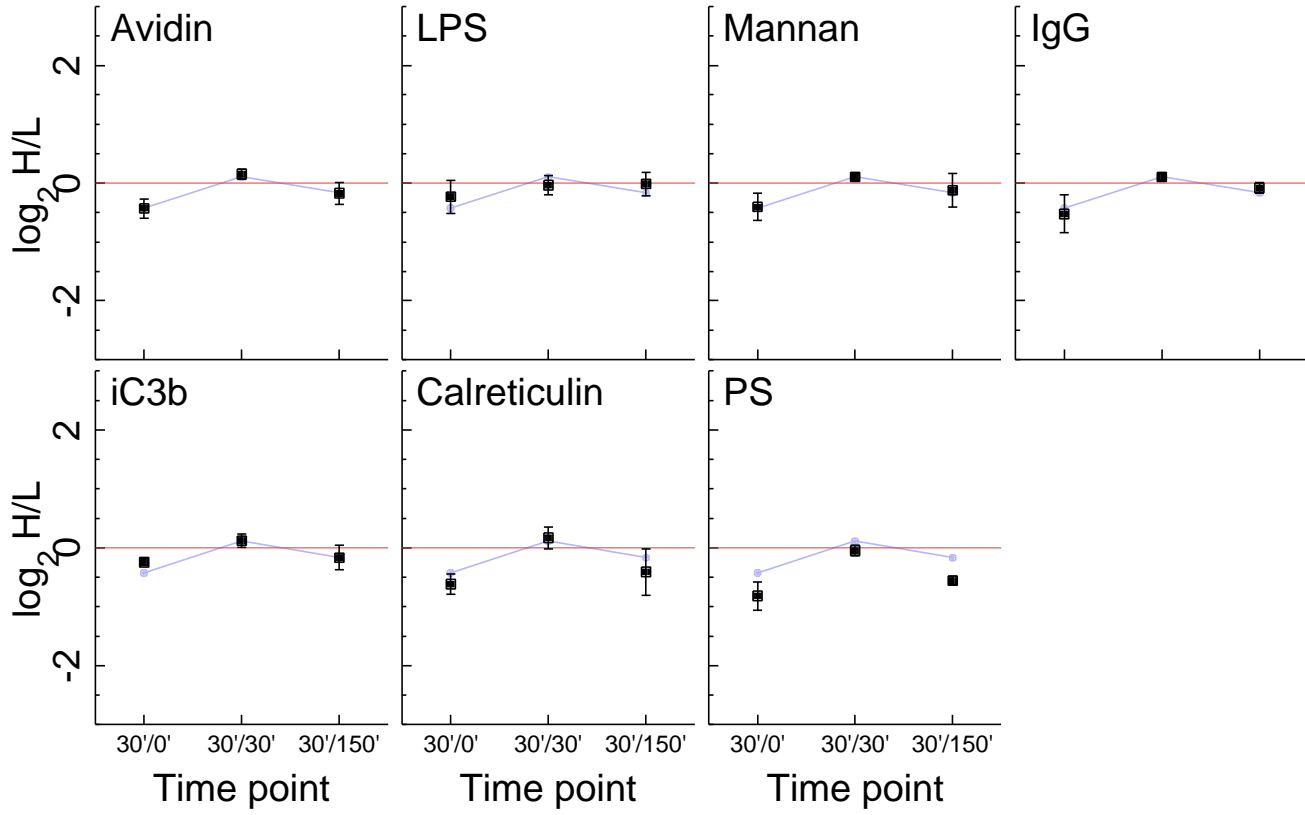 Avidin LPS Mannan IgG
2
0
-2
log2 H/L
iC3b Calreticulin PS
2
0
-2
log2 H/L
30'/0' 30'/30' 30'/150' 30'/0' 30'/30' 30'/150' 30'/0' 30'/30' 30'/150'
Time point Time point Time point